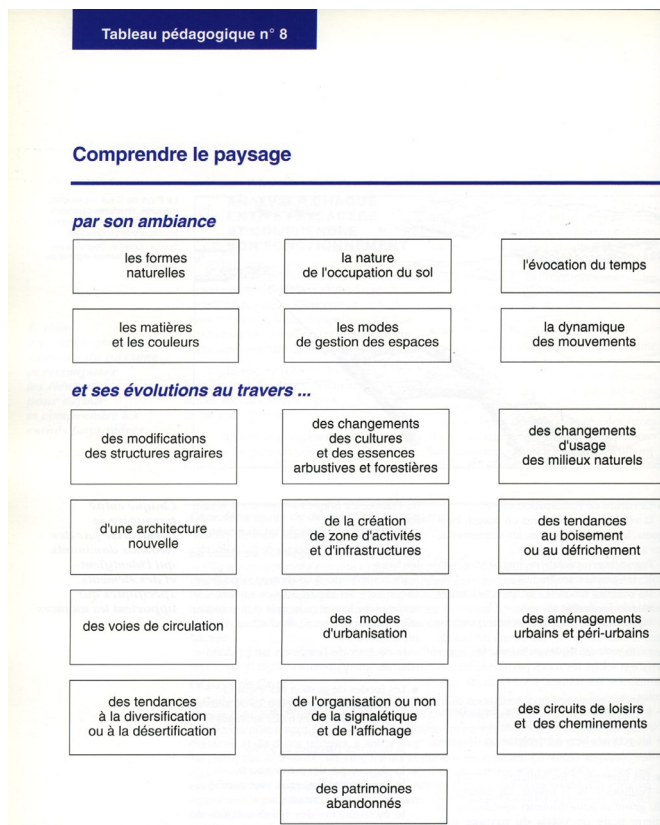 Tableau pédagogique n° 8
Comprendre le paysage
par son ambiance
les formes
naturelles
la nature
de l'occupation du sol
l'évocation du temps
les matières
et les couleurs
les modes
de gestion des espaces
la dynamique
des mouvements
et ses évolutions au travers ...
des modifications
des structures agraires
des changements
des cultures
et des essences
arbustives et forestières
des changements
d'usage
des milieux naturels
d'une architecture
nouvelle
de la création
de zone d'activités
et d'infrastructures
des tendances
au boisement
ou au défrichement
des voies de circulation
des modes
d'urbanisation
des aménagements
urbains et péri-urbains
des tendances
à la diversification
ou à la désertification
de l'organisation ou non
de la signalétique
et de l'affichage
des circuits de loisirs
et des cheminements
des patrimoines
abandonnés